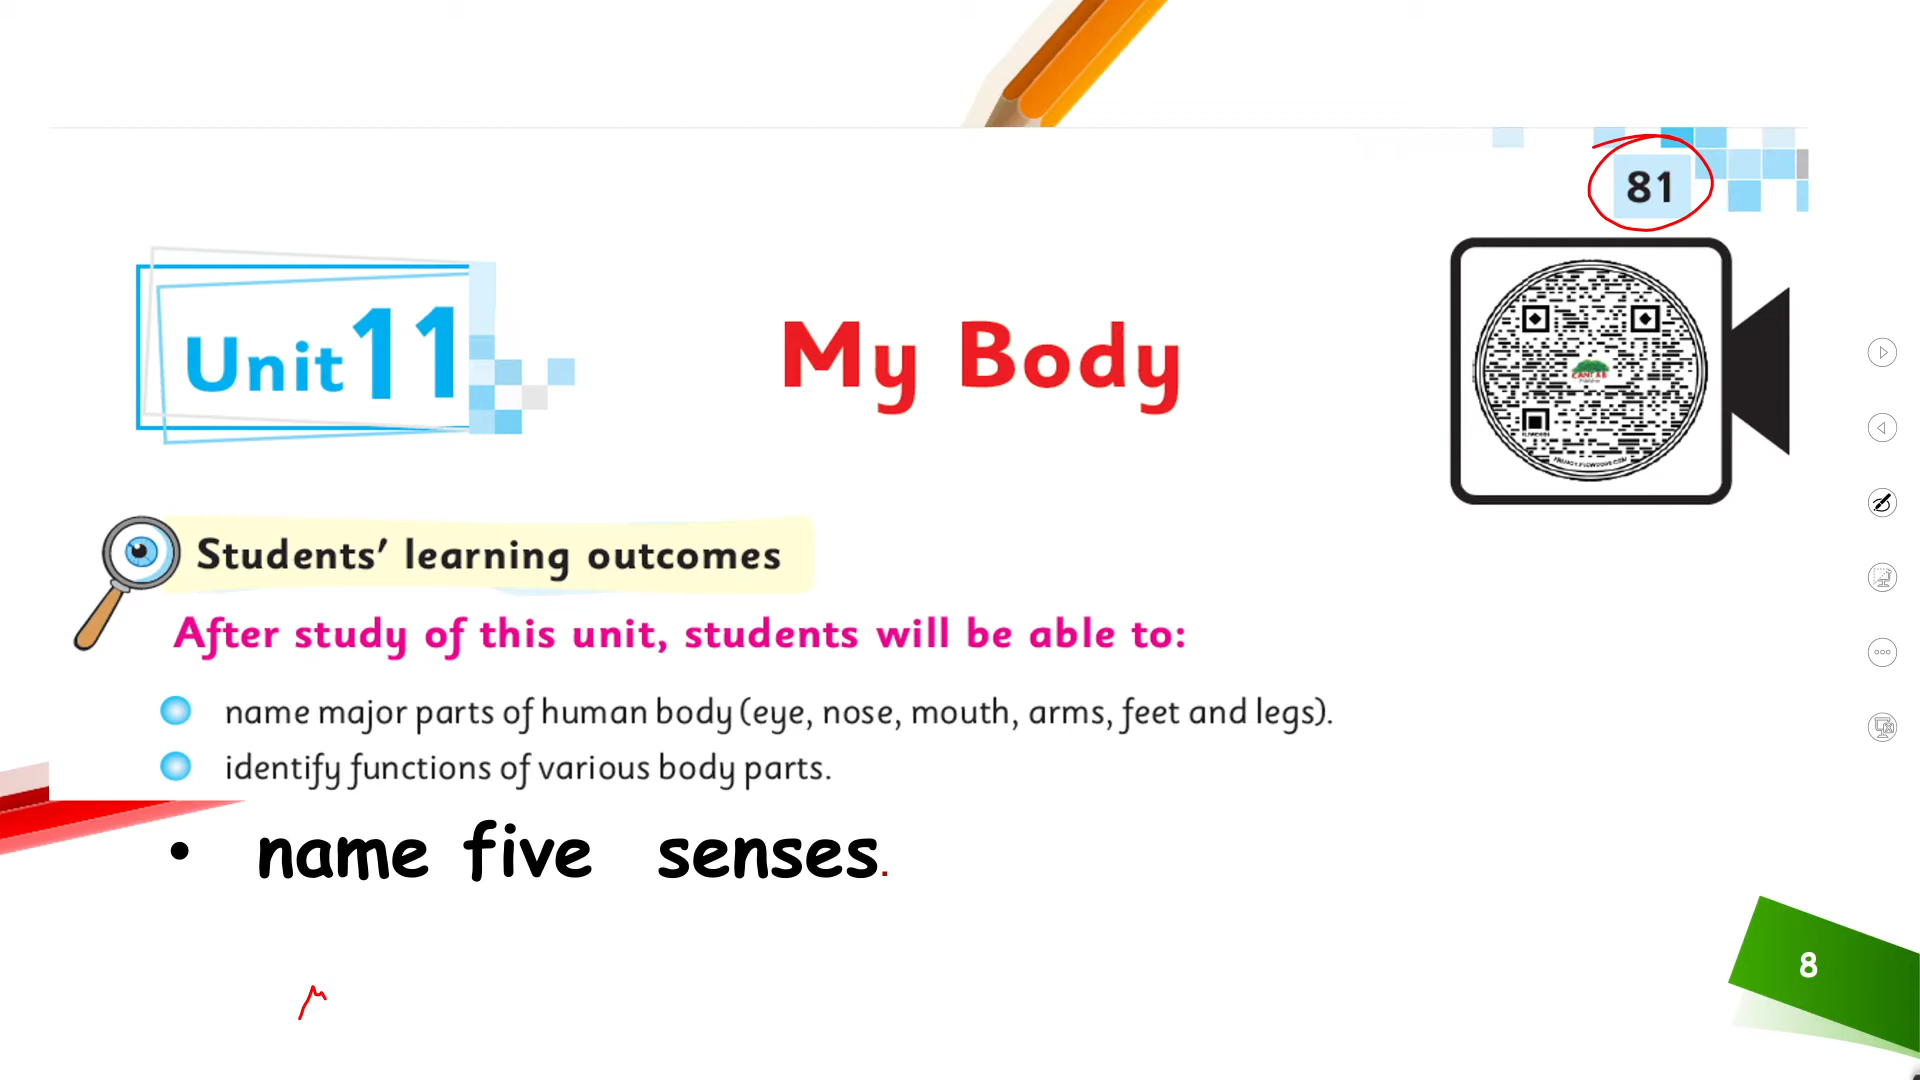 81
Unit 11
My Body
Students’ learning outcomes
After study of this unit, students will be able to:
name major parts of human body (eye, nose, mouth, arms, feet and legs).
identify functions of various body parts.
• name five senses.
8